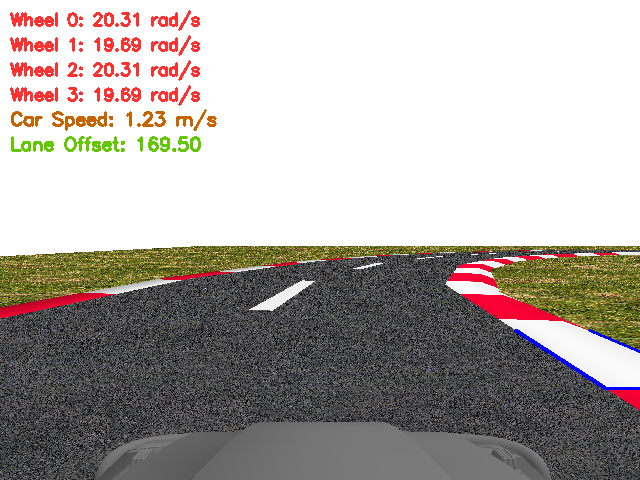 Wheel 0: 20.31 rad/s
Wheel 1: 19.69 rad/s
Wheel 2: 20.31 rad/s
Wheel 3: 19.69 rad/s
Car Speed: 1.23 m/s
Lane Offset: 169.50